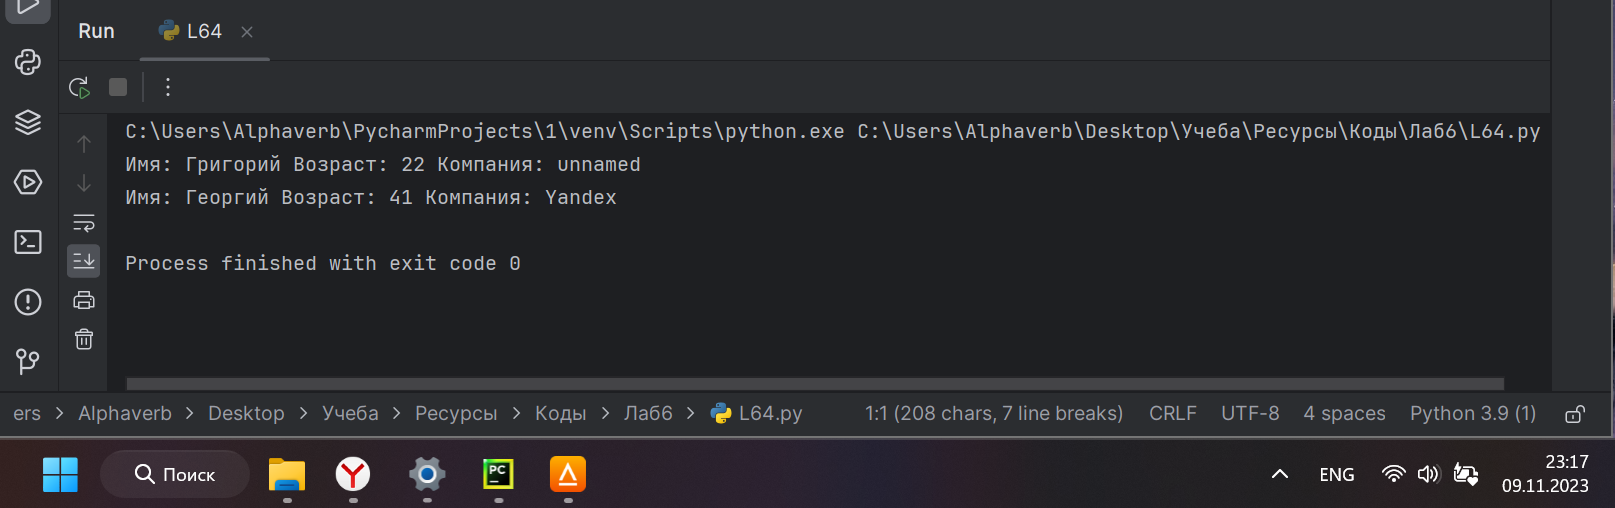 Run L64
C:\Users\Alphaverb\PycharmProjects\1\venv\Scripts\python.exe C:\Users\Alphaverb\Desktop\Учеба\Ресурсы\Коды\Лаб6\L64.py
Имя: Григорий Возраст: 22 Компания: unnamed
Имя: Георгий Возраст: 41 Компания: Yandex
Process finished with exit code 0
ers > Alphaverb > Desktop > Учеба > Ресурсы > Коды > Лаб6 > L64.py 1:1 (208 chars, 7 line breaks) CRLF UTF-8 4 spaces Python 3.9 (1)
Поиск PC ENG 23:17
09.11.2023